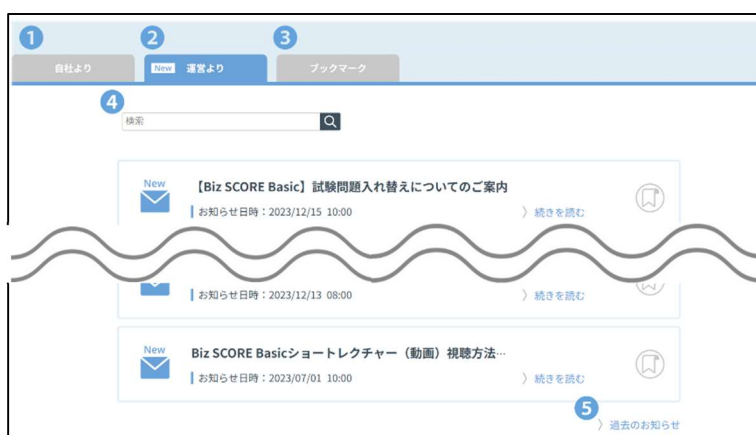 1 2 3
自社より New 運営より ブックマーク
4
検索
New 【Biz SCORE Basic】試験問題入れ替えについてのご案内
お知らせ日時：2023/12/15 10:00 〉続きを読む
お知らせ日時：2023/12/13 08:00 〉続きを読む
New Biz SCORE Basicショートレクチャー（動画）視聴方法…
お知らせ日時：2023/07/01 10:00 〉続きを読む
5
〉過去のお知らせ